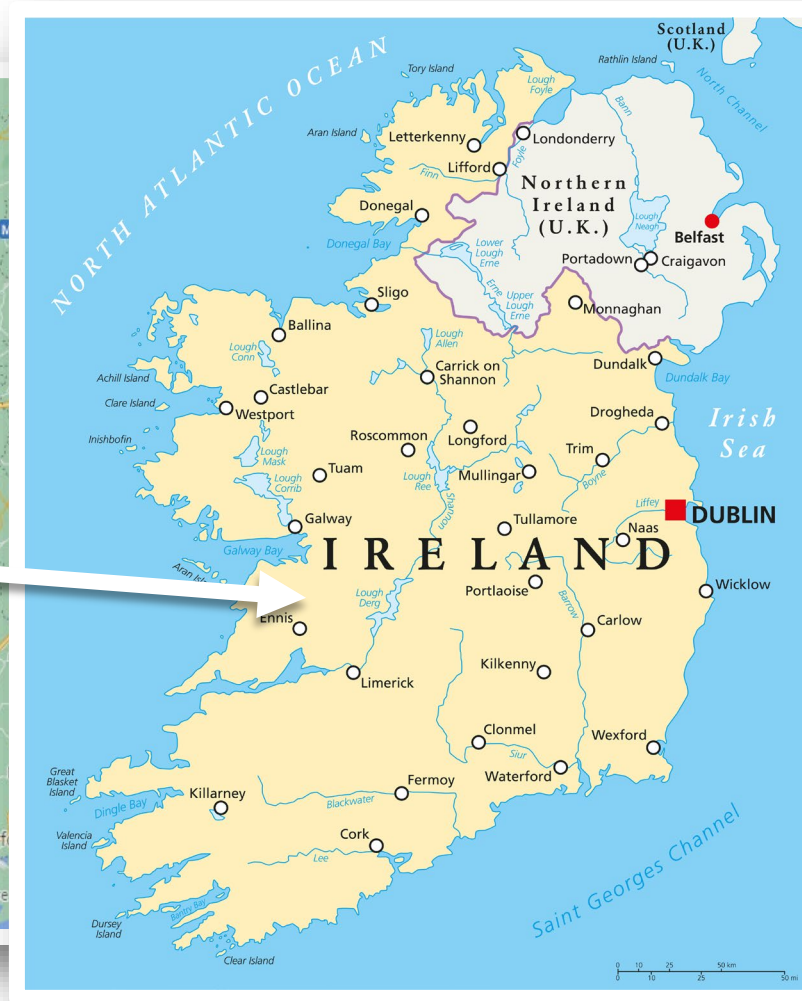 Scotland
(U.K.)
Rathlin Island
North Channel
NORTH ATLANTIC OCEAN
Tory Island
Lough
Foyle
Bann
Aran Island
Letterkenny
Londonderry
Foyle
Lifford
Finn
Northern
Ireland
(U.K.)
Donegal
Lough
Neagh
Belfast
Donegal Bay
Lower
Lough
Erne
Portadown
Craigavon
Erne
Upper
Lough
Erne
Sligo
Monnaghan
Ballina
Lough
Conn
Lough
Allen
Dundalk
Dundalk Bay
Achill Island
Carrick on
Shannon
Castlebar
Clare Island
Westport
Drogheda
Irish
Sea
Inishbofin
Roscommon
Longford
Lough
Mask
Trim
Tuam
Lough
Ree
Mullingar
Boyne
Lough
Corrib
Shannon
Liffey
DUBLIN
Galway
Tullamore
Naas
Galway Bay
IRELAND
Aran
Portlaoise
Wicklow
Lough
Derg
Barrow
Ennis
Carlow
Kilkenny
Limerick
Clonmel
Wexford
Siur
Waterford
Great
Blasket
Island
Dingle Bay
Killarney
Fermoy
Blackwater
Valencia
Island
Cork
Lee
Saint Georges Channel
Bantry Bay
Dursey
Island
Clear Island
0 10 25 50 km
0 10 25 50 mi